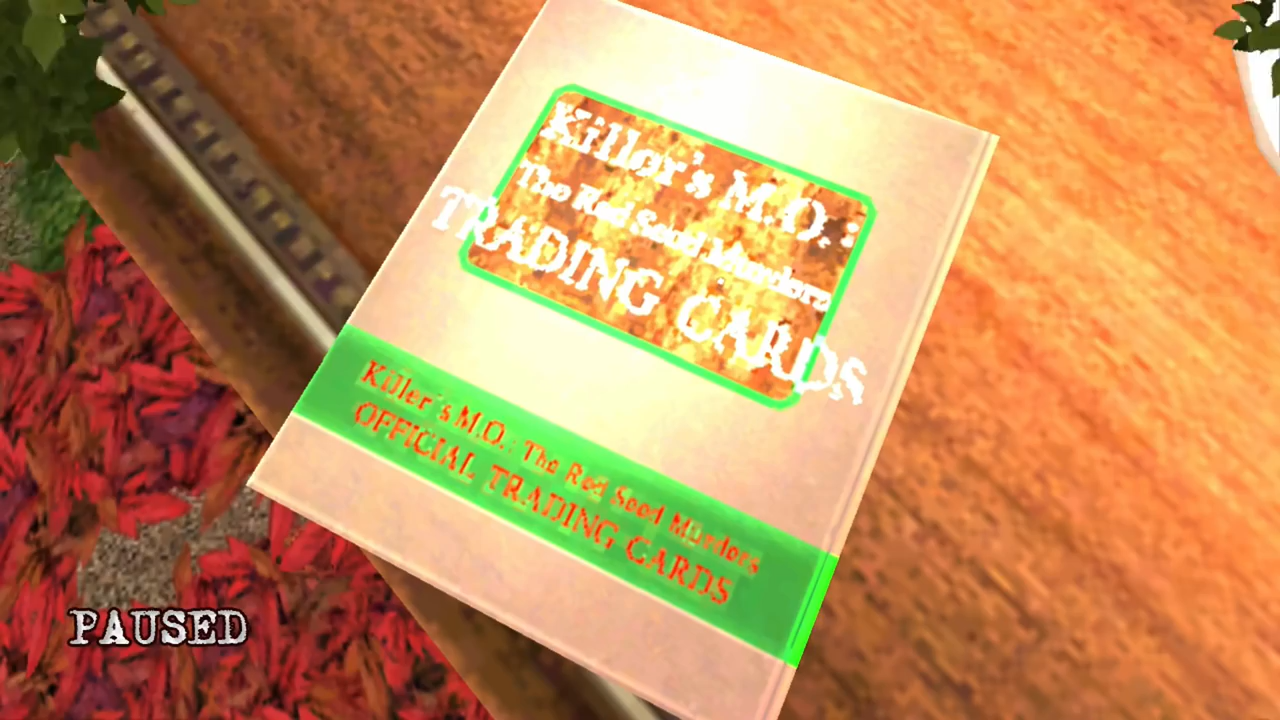 Killer's M.O.:
The Red Seed Murders
TRADING CARDS
Killer's M.O.: The Red Seed Murders
OFFICIAL TRADING CARDS
PAUSED